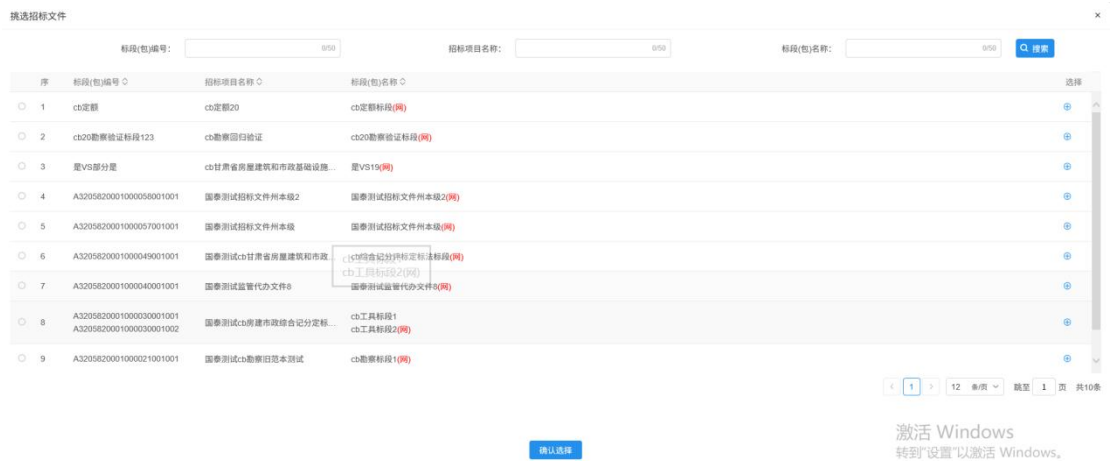 挑选招标文件 ×
标段(包)编号: 0/50 招标项目名称: 0/50 标段(包)名称: 0/50 搜索
序 标段(包)编号 招标项目名称 标段(包)名称 选择
1 cb定额 cb定额20 cb定额标段(网)
2 cb20勘察验证标段123 cb勘察回归验证 cb20勘察验证标段(网)
3 是VS部分是 cb甘肃省房屋建筑和市政基础设施... 是VS19(网)
4 A3205820001000058001001 国泰测试招标文件州本级2 国泰测试招标文件州本级2(网)
5 A3205820001000057001001 国泰测试招标文件州本级 国泰测试招标文件州本级(网)
6 A3205820001000049001001 国泰测试cb甘肃省房屋建筑和市政... cb综合记分评标定标法标段(网)
cb工具标段2(网)
7 A3205820001000040001001 国泰测试监管代办文件8 国泰测试监管代办文件8(网)
8 A3205820001000030001001 国泰测试cb房建市政综合记分定标... cb工具标段1
A3205820001000030001002 cb工具标段2(网)
9 A3205820001000021001001 国泰测试cb勘察旧范本测试 cb勘察标段1(网)
< 1 > 12 条/页 跳至 1 页 共10条
确认选择
激活 Windows
转到"设置"以激活 Windows。